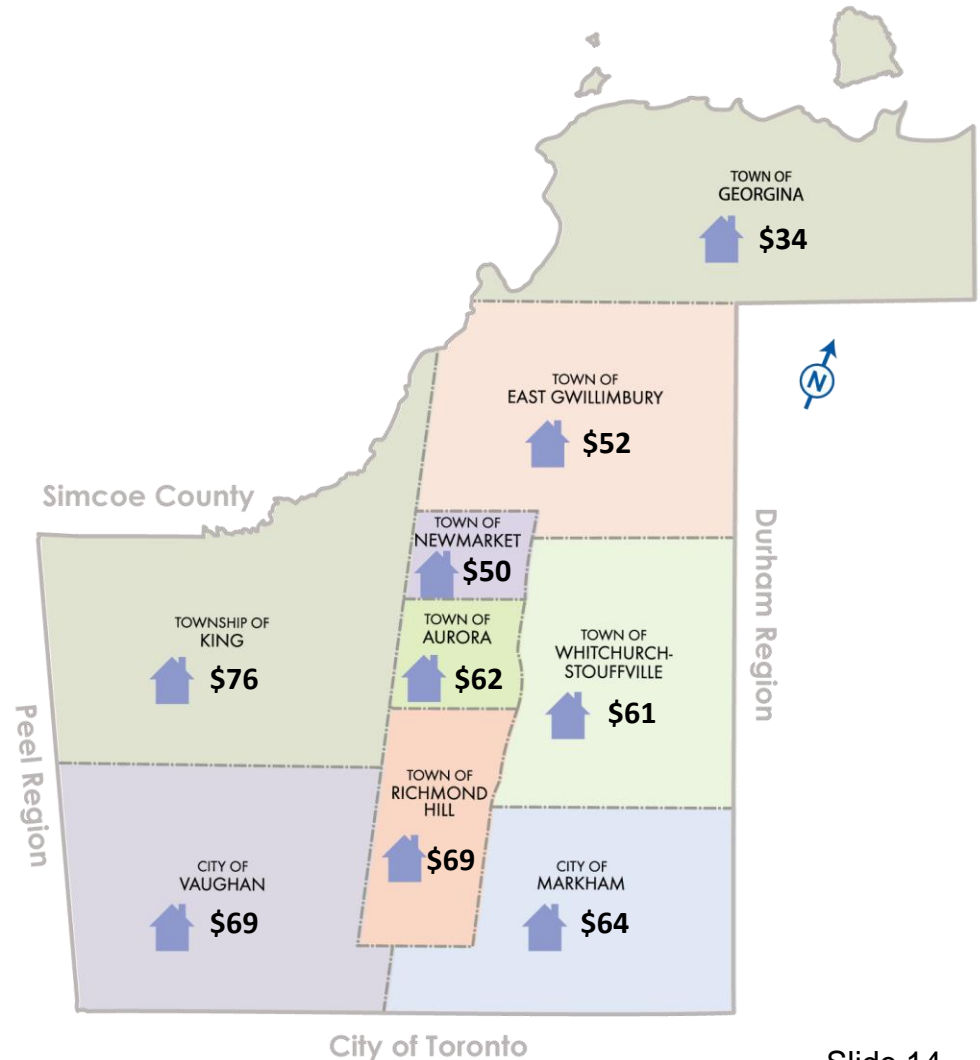 TOWN OF
GEORGINA
$34
N
TOWN OF
EAST GWILLIMBURY
$52
Simcoe County
TOWN OF
NEWMARKET
$50
Durham Region
TOWNSHIP OF
KING
$76
TOWN OF
AURORA
$62
TOWN OF
WHITCHURCH-
STOUFFVILLE
$61
Peel Region
TOWN OF
RICHMOND
HILL
$69
CITY OF
VAUGHAN
$69
CITY OF
MARKHAM
$64
City of Toronto
Slide 14